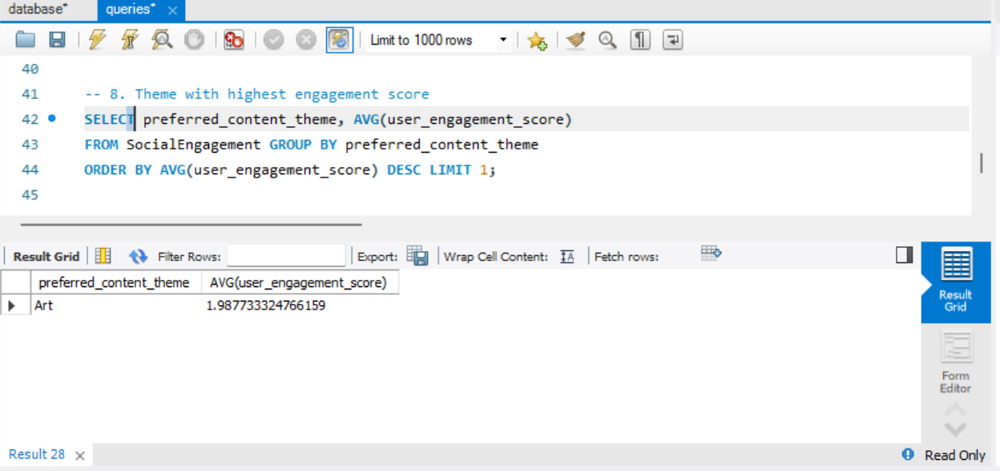 database*
queries* ×
Limit to 1000 rows
40
41 -- 8. Theme with highest engagement score
42 SELECT preferred_content_theme, AVG(user_engagement_score)
43 FROM SocialEngagement GROUP BY preferred_content_theme
44 ORDER BY AVG(user_engagement_score) DESC LIMIT 1;
45
Result Grid Filter Rows: Export: Wrap Cell Content: IA Fetch rows:
preferred_content_theme AVG(user_engagement_score)
Art 1.987733324766159
Result
Grid
Form
Editor
Result 28 ×
Read Only